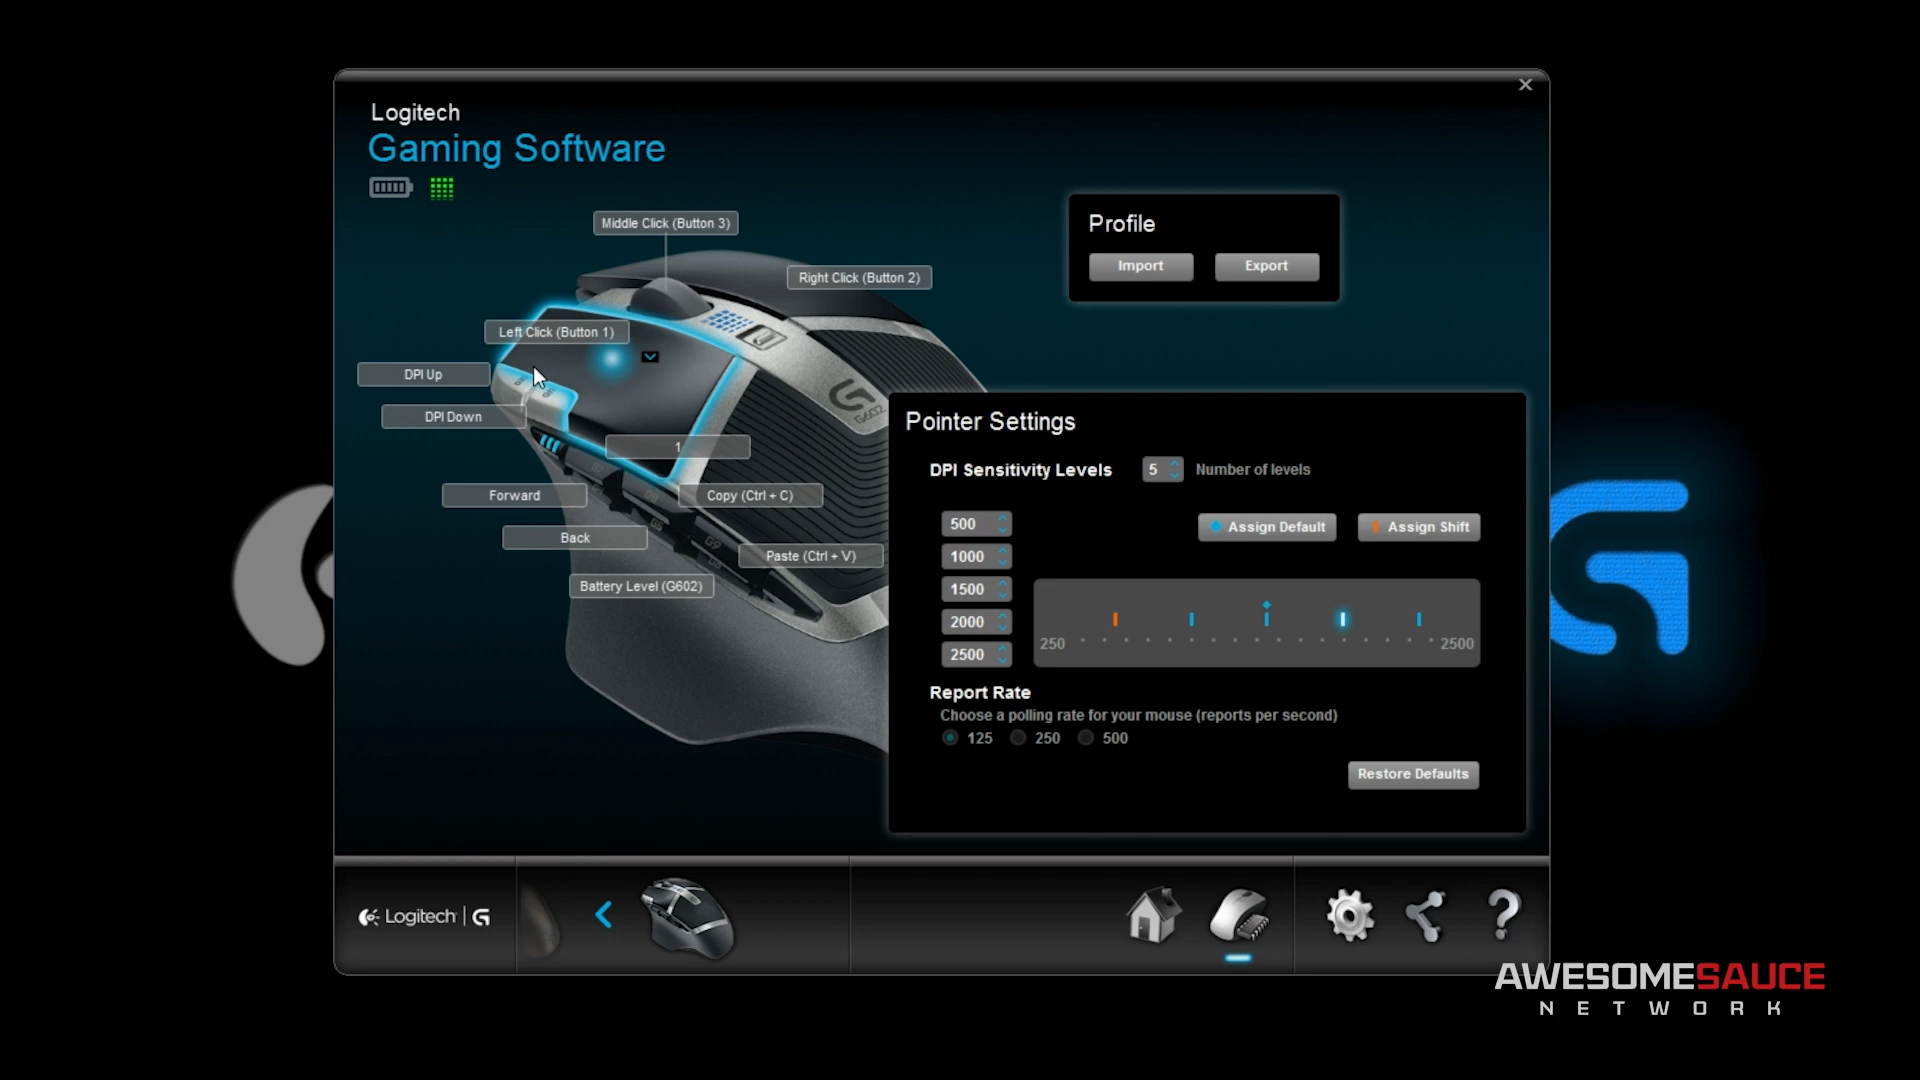 Logitech
Gaming Software
Middle Click (Button 3)
Right Click (Button 2)
Left Click (Button 1)
DPI Up
DPI Down
1
Forward
Copy (Ctrl + C)
Back
Paste (Ctrl + V)
Battery Level (G602)
G602
Profile
Import
Export
Pointer Settings
DPI Sensitivity Levels
5
Number of levels
500
1000
1500
2000
2500
Assign Default
Assign Shift
250
2500
Report Rate
Choose a polling rate for your mouse (reports per second)
125
250
500
Restore Defaults
Logitech | G
AWESOMESAUCE
NETWORK